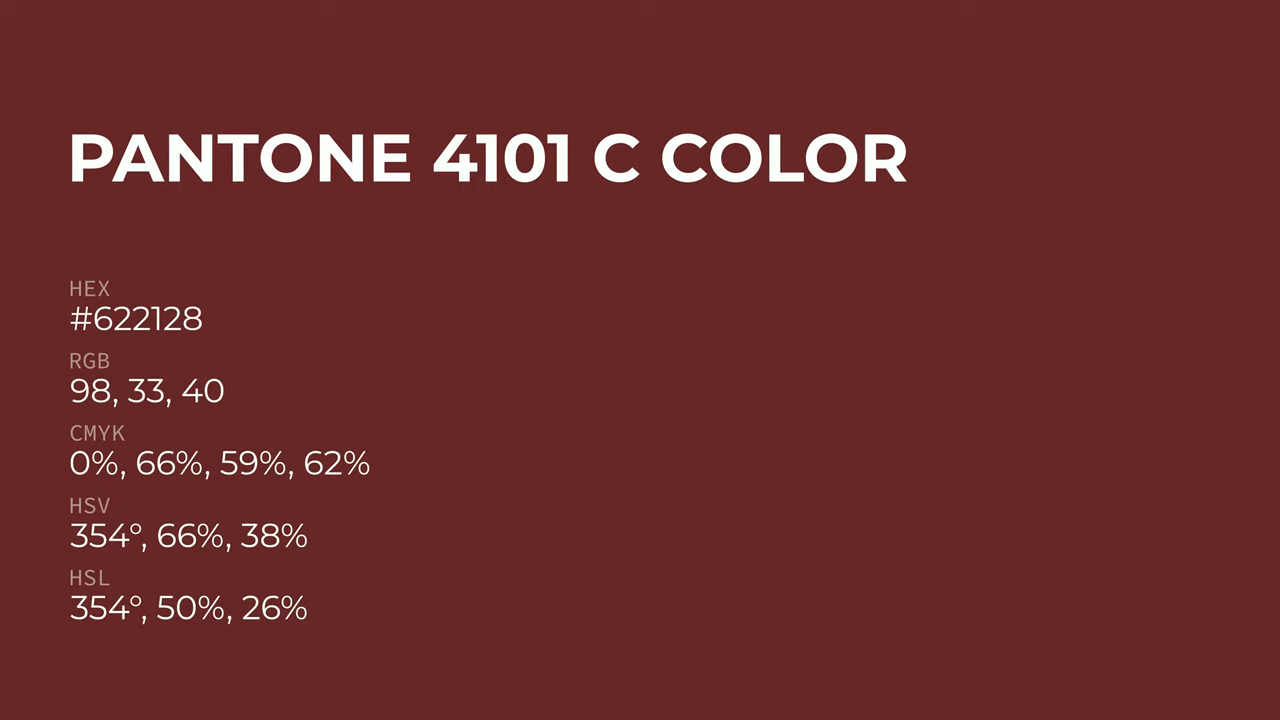 PANTONE 4101 C COLOR
HEX
#622128
RGB
98, 33, 40
CMYK
0%, 66%, 59%, 62%
HSV
354°, 66%, 38%
HSL
354°, 50%, 26%